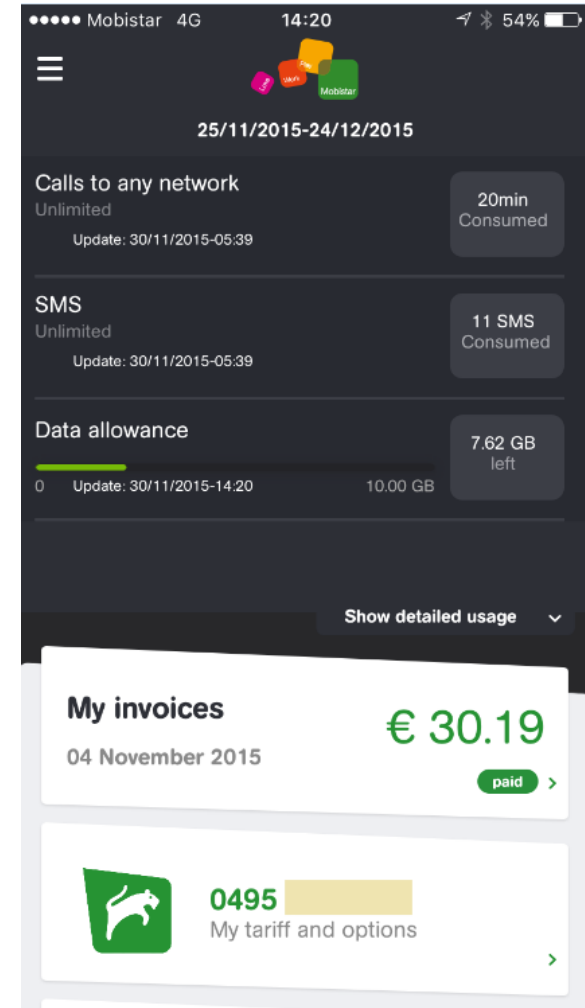 Mobistar 4G 14:20 54%
Love Work Play Mobistar
25/11/2015-24/12/2015
Calls to any network
Unlimited
Update: 30/11/2015-05:39
20min
Consumed
SMS
Unlimited
Update: 30/11/2015-05:39
11 SMS
Consumed
Data allowance
0 Update: 30/11/2015-14:20 10.00 GB
7.62 GB
left
Show detailed usage
My invoices
04 November 2015
€ 30.19
paid
0495
My tariff and options